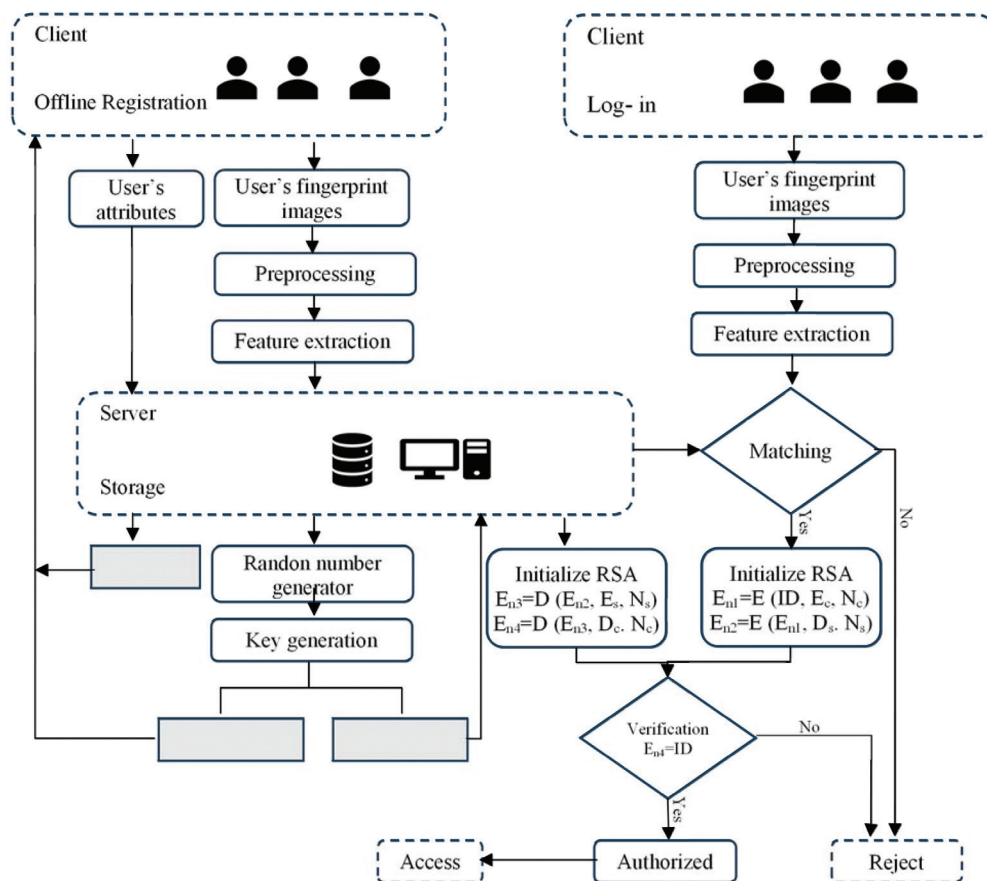 Client
Offline Registration
Client
Log- in
User`s
attributes
User`s fingerprint
images
Preprocessing
Feature extraction
User`s fingerprint
images
Preprocessing
Feature extraction
Server
Storage
Matching
No
Yes
Randon number
generator
Key generation
Initialize RSA
En3=D (En2, Es, Ns)
En4=D (En3, Dc. Nc)
Initialize RSA
En1=E (ID, Ec, Nc)
En2=E (En1, Ds. Ns)
Verification
En4=ID
No
Yes
Access
Authorized
Reject